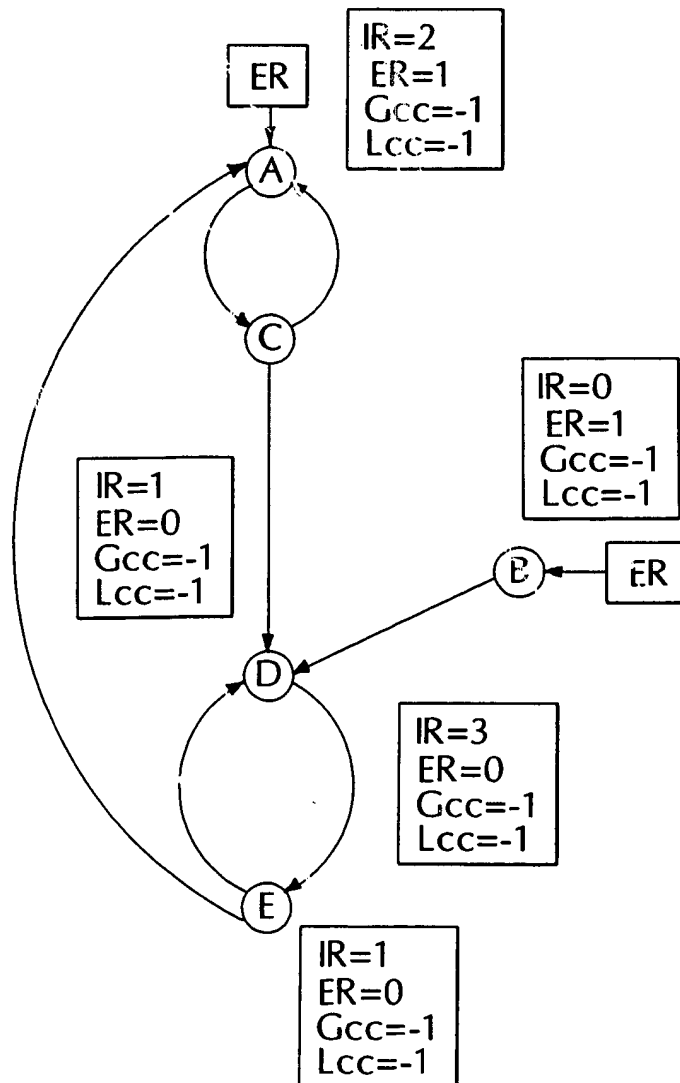 ER
IR=2
ER=1
Gcc=-1
Lcc=-1
A
C
IR=0
ER=1
Gcc=-1
Lcc=-1
IR=1
ER=0
Gcc=-1
Lcc=-1
B
ER
D
IR=3
ER=0
Gcc=-1
Lcc=-1
E
IR=1
ER=0
Gcc=-1
Lcc=-1